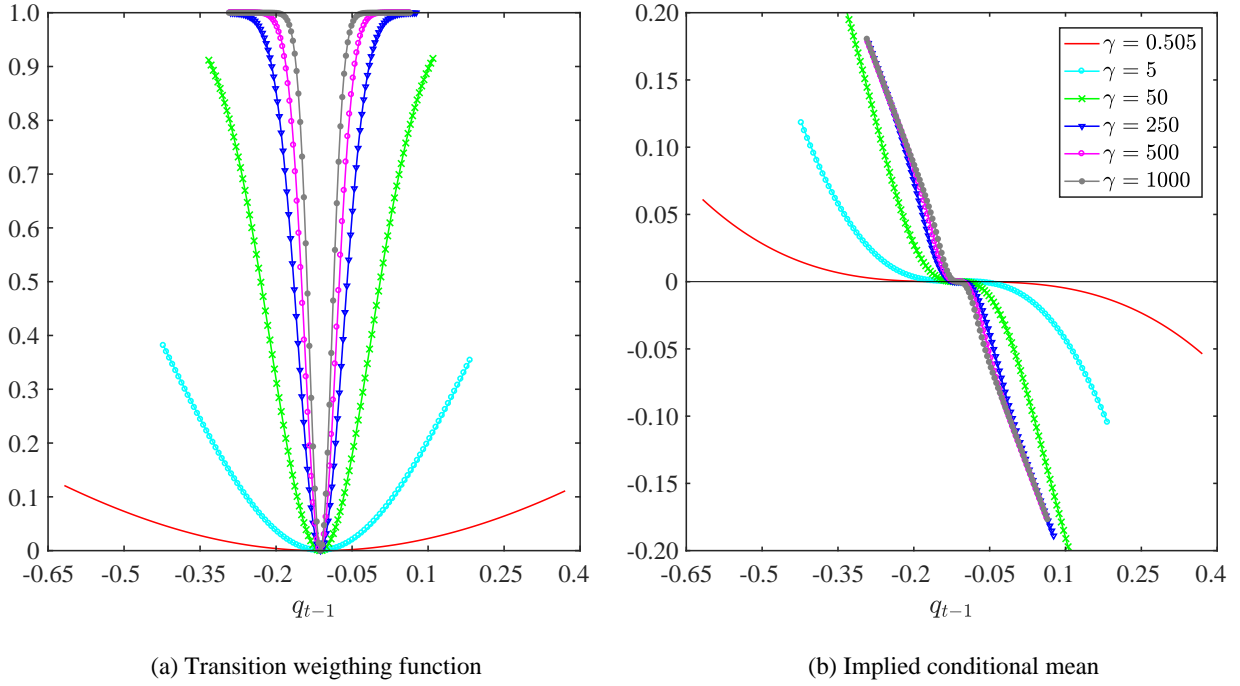 1.0
0.9
0.8
0.7
0.6
0.5
0.4
0.3
0.2
0.1
0
-0.65 -0.5 -0.35 -0.2 -0.05 0.1 0.25 0.4
q_{t-1}
(a) Transition weigthing function
0.20
0.15
0.10
0.05
0
-0.05
-0.10
-0.15
-0.20
-0.65 -0.5 -0.35 -0.2 -0.05 0.1 0.25 0.4
q_{t-1}
γ = 0.505
γ = 5
γ = 50
γ = 250
γ = 500
γ = 1000
(b) Implied conditional mean